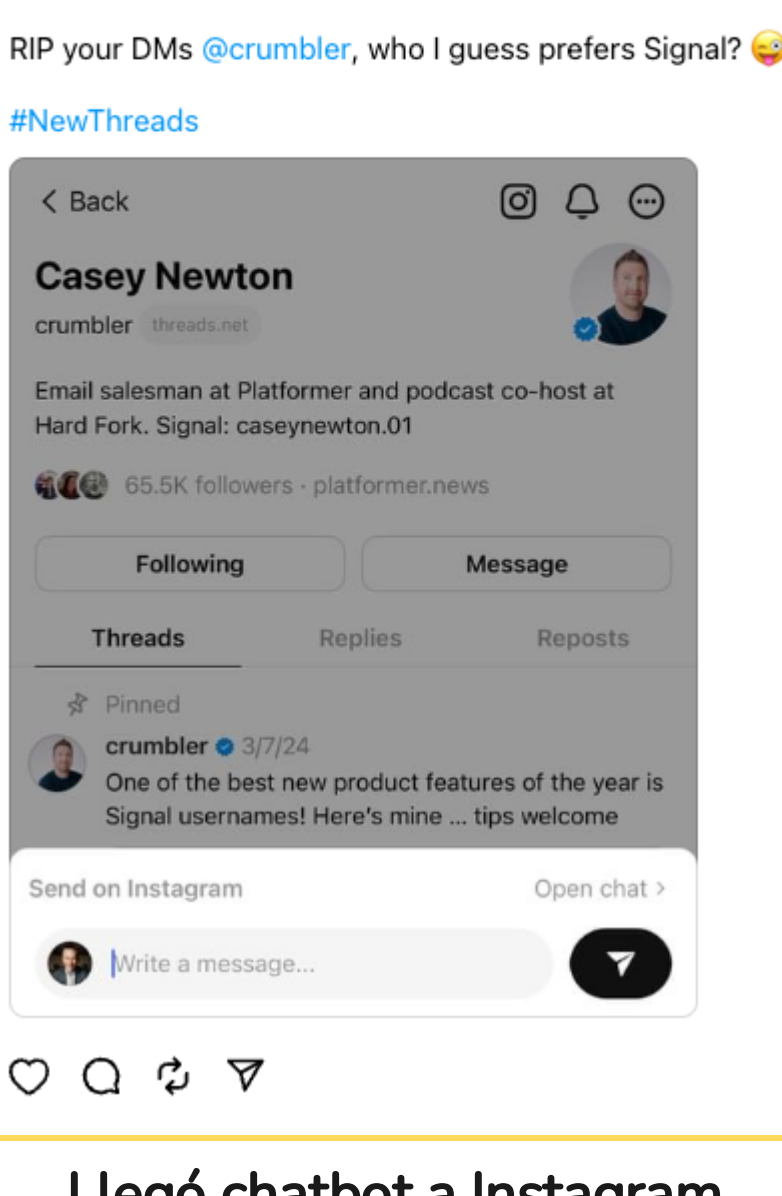 RIP your DMs @crumbler, who I guess prefers Signal? 😜
#NewThreads
Back
Casey Newton
crumbler threads.net
Email salesman at Platformer and podcast co-host at
Hard Fork. Signal: caseynewton.01
65.5K followers · platformer.news
Following Message
Threads Replies Reposts
Pinned
crumbler 3/7/24
One of the best new product features of the year is
Signal usernames! Here's mine ... tips welcome
Send on Instagram Open chat >
Write a message...
Llegó chatbot a Instagram